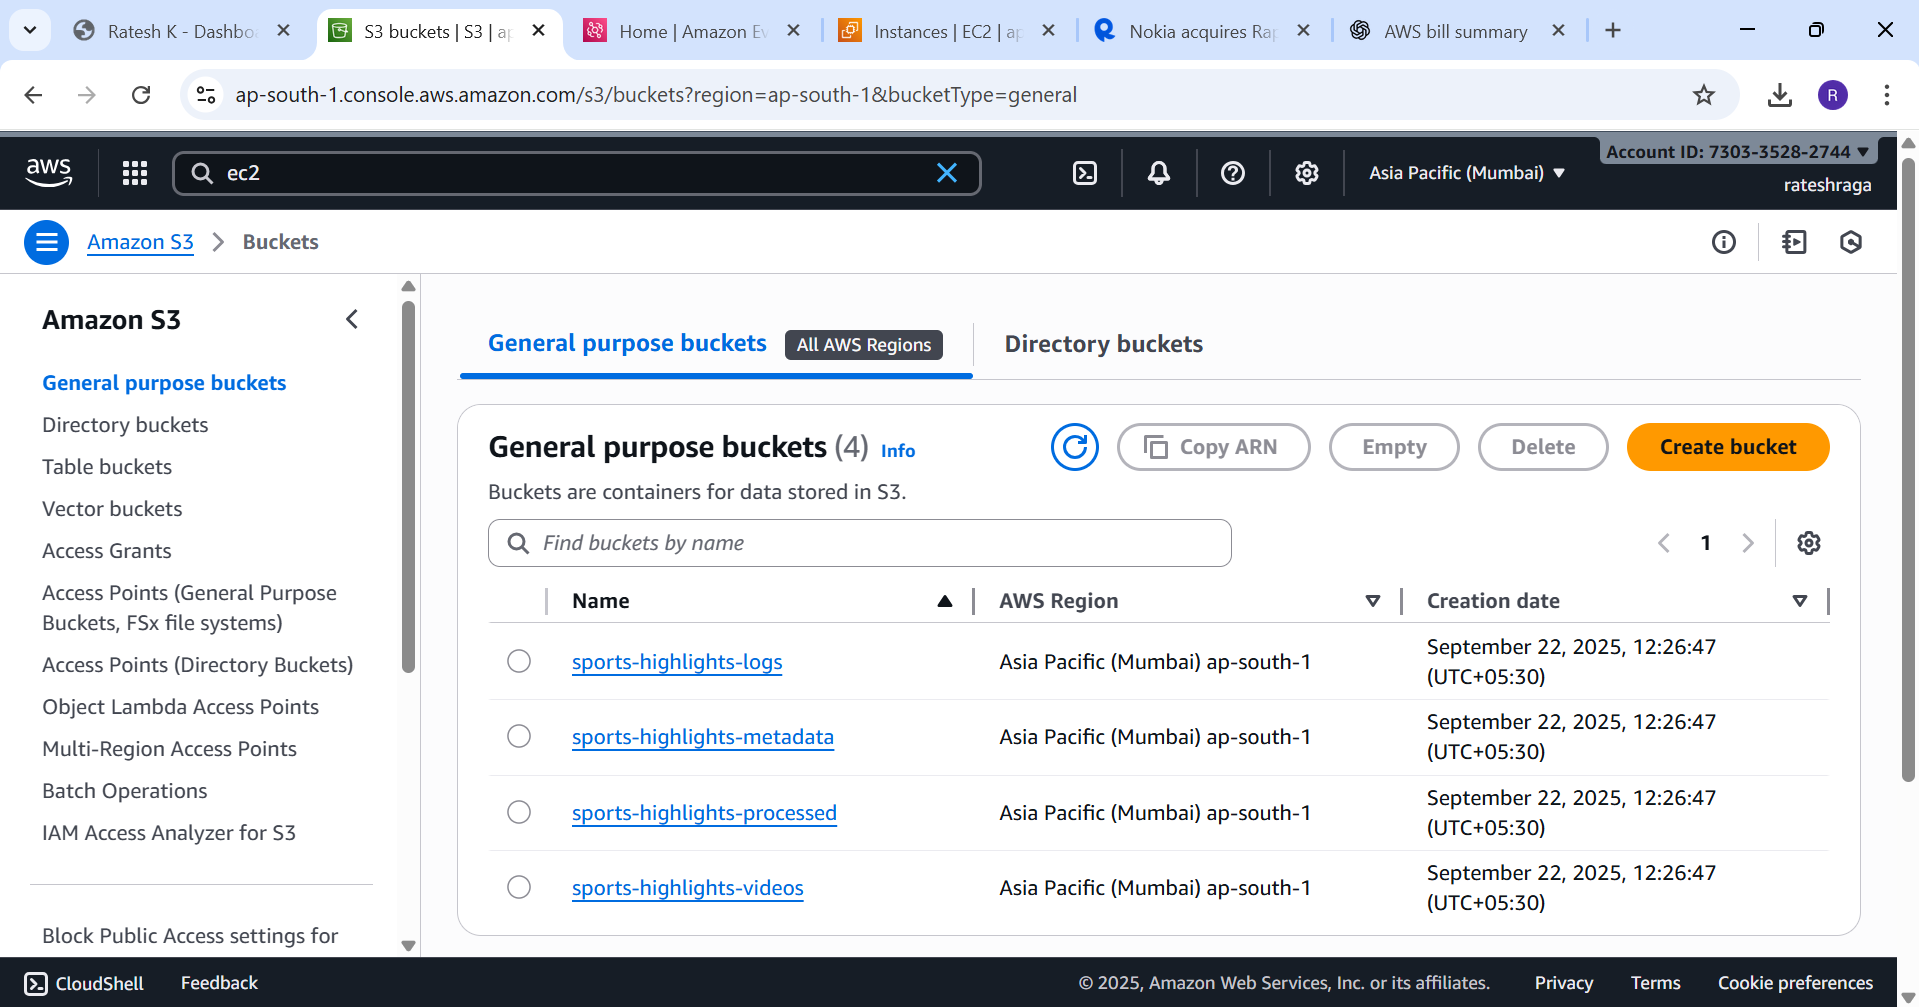 Ratesh K - Dashbo
S3 buckets | S3 | ap
Home | Amazon Ev
Instances | EC2 | ap
Nokia acquires Rap
AWS bill summary
ap-south-1.console.aws.amazon.com/s3/buckets?region=ap-south-1&bucketType=general
R
aws
ec2
Asia Pacific (Mumbai)
Account ID: 7303-3528-2744
rateshraga
Amazon S3
Buckets
Amazon S3
General purpose buckets
Directory buckets
Table buckets
Vector buckets
Access Grants
Access Points (General Purpose
Buckets, FSx file systems)
Access Points (Directory Buckets)
Object Lambda Access Points
Multi-Region Access Points
Batch Operations
IAM Access Analyzer for S3
Block Public Access settings for
General purpose buckets All AWS Regions
Directory buckets
General purpose buckets (4) Info
Copy ARN
Empty
Delete
Create bucket
Buckets are containers for data stored in S3.
Find buckets by name
1
Name AWS Region Creation date
sports-highlights-logs Asia Pacific (Mumbai) ap-south-1 September 22, 2025, 12:26:47
(UTC+05:30)
sports-highlights-metadata Asia Pacific (Mumbai) ap-south-1 September 22, 2025, 12:26:47
(UTC+05:30)
sports-highlights-processed Asia Pacific (Mumbai) ap-south-1 September 22, 2025, 12:26:47
(UTC+05:30)
sports-highlights-videos Asia Pacific (Mumbai) ap-south-1 September 22, 2025, 12:26:47
(UTC+05:30)
CloudShell Feedback © 2025, Amazon Web Services, Inc. or its affiliates. Privacy Terms Cookie preferences